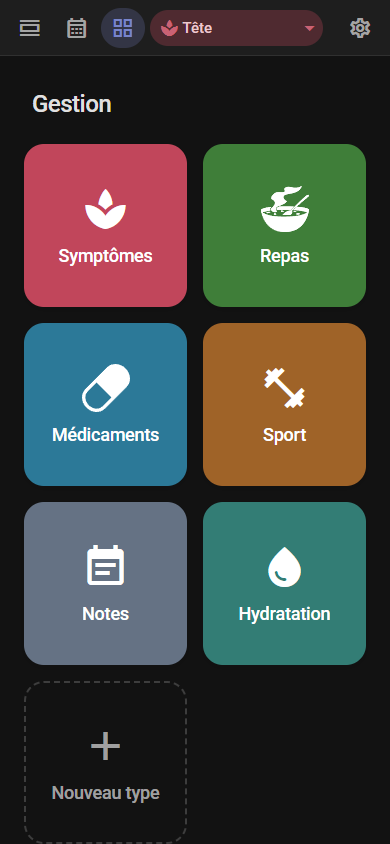 Tête
Gestion
Symptômes
Repas
Médicaments
Sport
Notes
Hydratation
Nouveau type